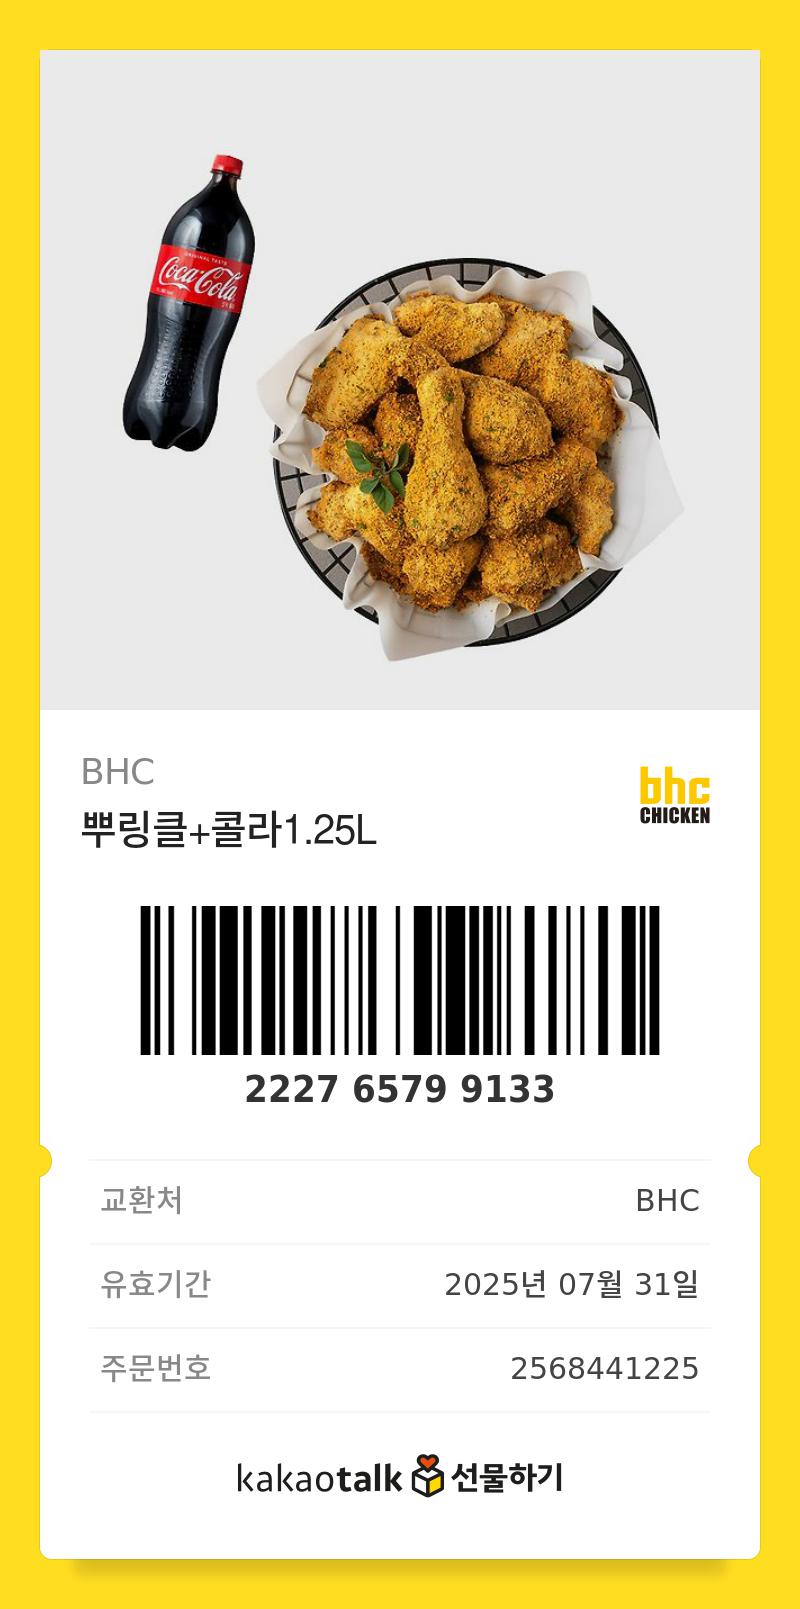 ORIGINAL TASTE
Coca-Cola
BHC
뿌링클+콜라1.25L
bhc
CHICKEN
2227 6579 9133
교환처 BHC
유효기간 2025년 07월 31일
주문번호 2568441225
kakaotalk 선물하기